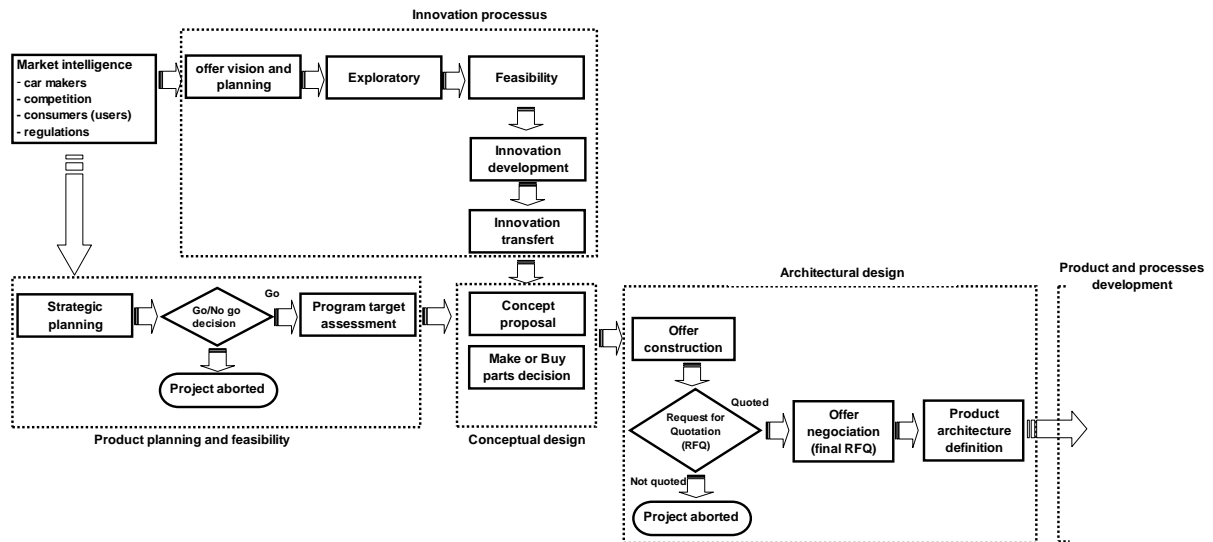 Innovation processus
Market intelligence
- car makers
- competition
- consumers (users)
- regulations
offer vision and
planning
Exploratory
Feasibility
Innovation
development
Innovation
transfert
Strategic
planning
Go/No go
decision
Go
Program target
assessment
Project aborted
Product planning and feasibility
Concept
proposal
Make or Buy
parts decision
Conceptual design
Architectural design
Offer
construction
Request for
Quotation
(RFQ)
Quoted
Not quoted
Project aborted
Offer
negociation
(final RFQ)
Product
architecture
definition
Product and processes
development